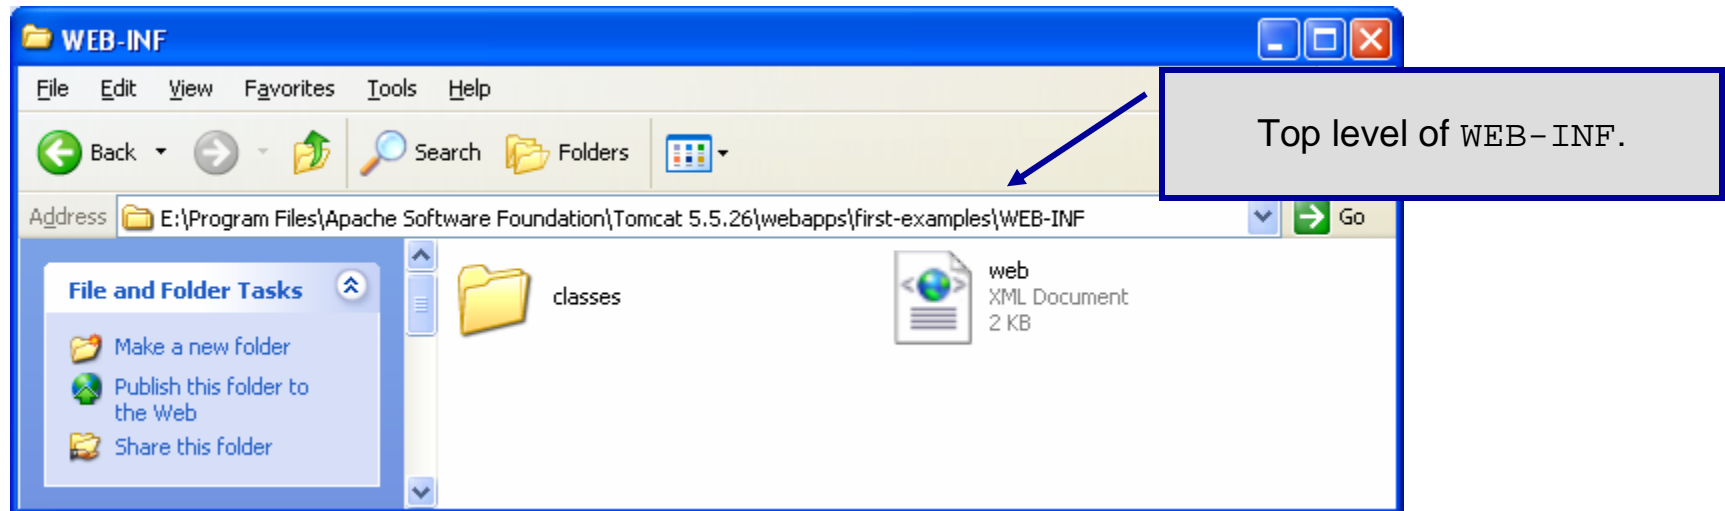 WEB-INF
File Edit View Favorites Tools Help
Top level of WEB-INF.
Back Search Folders
Address E:\Program Files\Apache Software Foundation\Tomcat 5.5.26\webapps\first-examples\WEB-INF Go
File and Folder Tasks
Make a new folder
Publish this folder to
the Web
Share this folder
classes
web
XML Document
2 KB